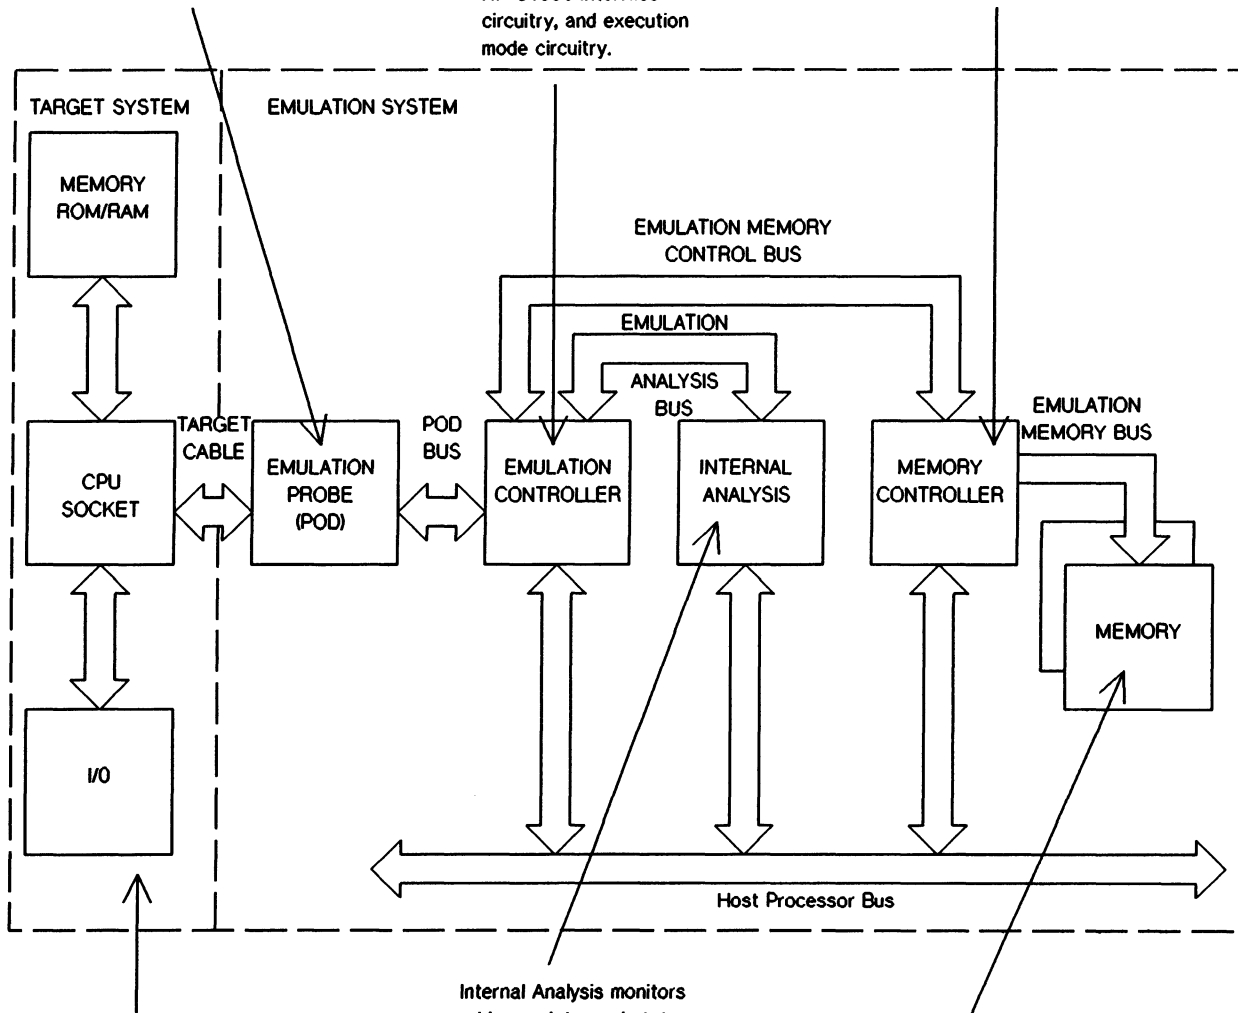 circuitry, and execution
mode circuitry.
TARGET SYSTEM
EMULATION SYSTEM
MEMORY
ROM/RAM
EMULATION MEMORY
CONTROL BUS
EMULATION
ANALYSIS
BUS
EMULATION
MEMORY BUS
TARGET
CABLE
POD
BUS
CPU
SOCKET
EMULATION
PROBE
(POD)
EMULATION
CONTROLLER
INTERNAL
ANALYSIS
MEMORY
CONTROLLER
MEMORY
I/O
Host Processor Bus
Internal Analysis monitors